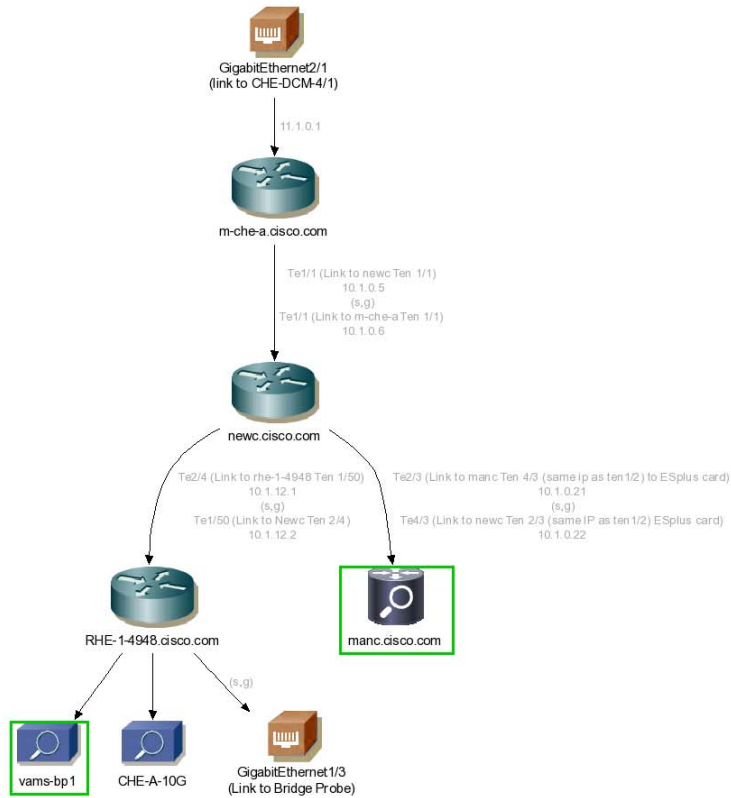 GigabitEthernet2/1
(link to CHE-DCM-4/1)
11.1.0.1
m-che-a.cisco.com
Te1/1 (Link to newc Ten 1/1)
10.1.0.5
(s,g)
Te1/1 (Link to m-che-a Ten 1/1)
10.1.0.6
newc.cisco.com
Te2/4 (Link to rhe-1-4948 Ten 1/50)
10.1.12.1
(s,g)
Te1/50 (Link to Newc Ten 2/4)
10.1.12.2
Te2/3 (Link to manc Ten 4/3 (same ip as ten1/2) to ESplus card)
10.1.0.21
(s,g)
Te4/3 (Link to newc Ten 2/3 (same IP as ten1/2) ESplus card)
10.1.0.22
RHE-1-4948.cisco.com
manc.cisco.com
(s,g)
vams-bp1
CHE-A-10G
GigabitEthernet1/3
(Link to Bridge Probe)